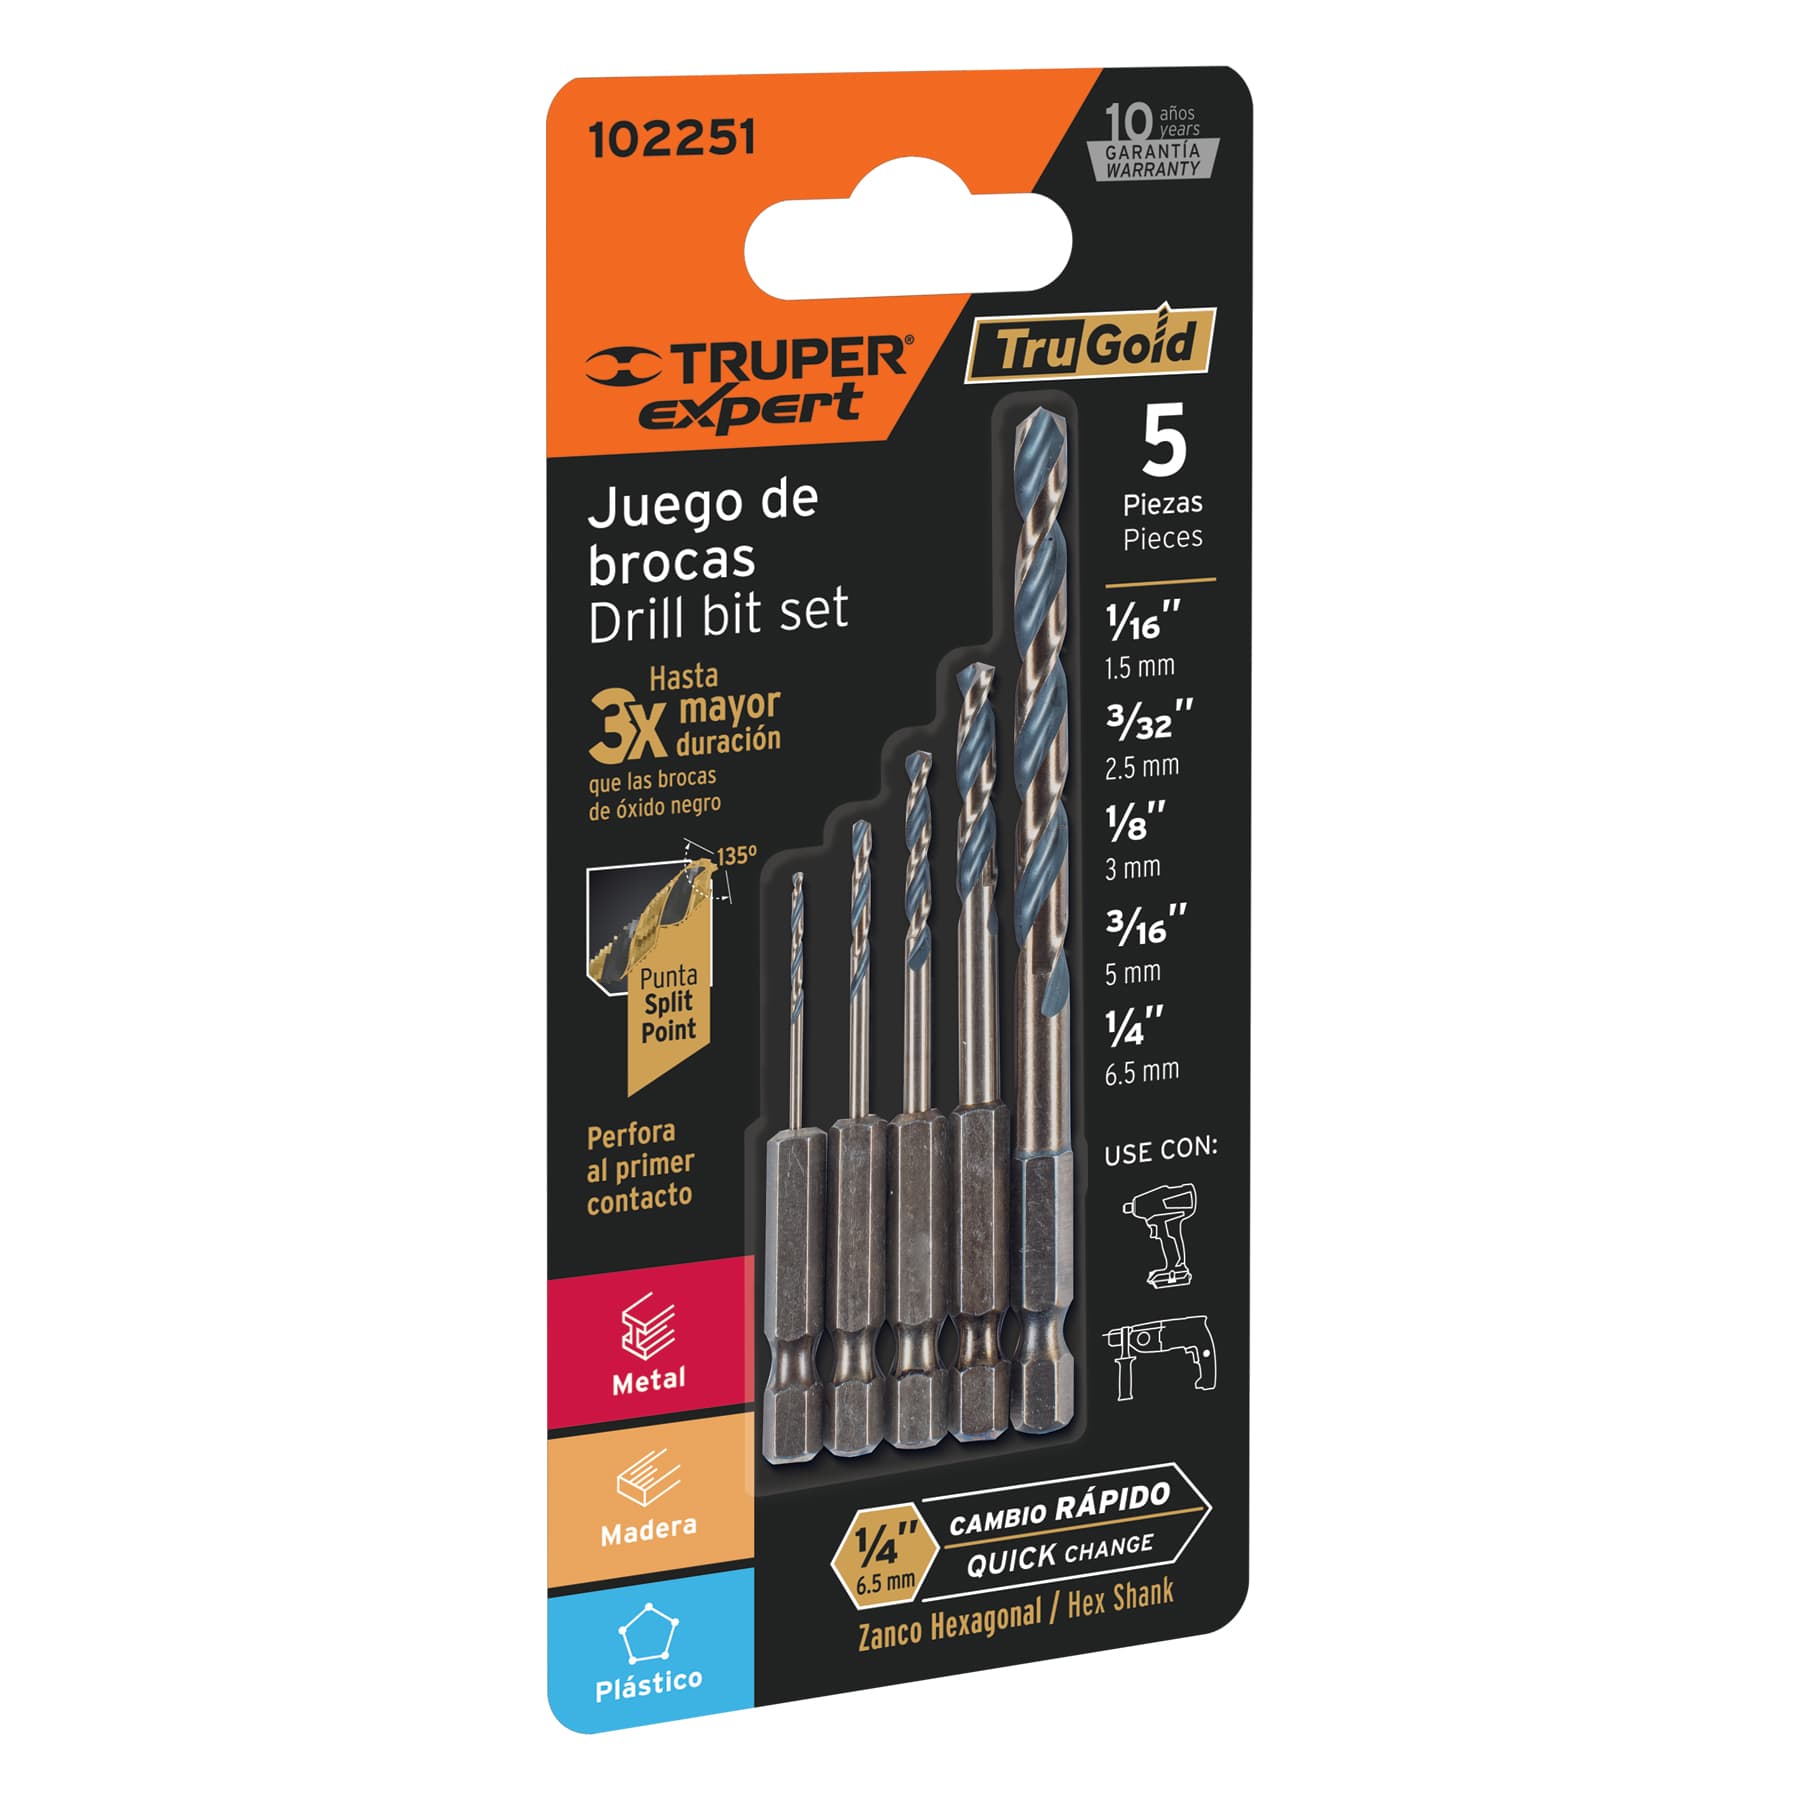 102251
10 años
years
GARANTÍA
WARRANTY
TRUPER®
expert
TruGold
Juego de
brocas
Drill bit set
5
Piezas
Pieces
Hasta
3X mayor
duración
que las brocas
de óxido negro
135°
Punta
Split
Point
Perfora
al primer
contacto
1/16"
1.5 mm
3/32"
2.5 mm
1/8"
3 mm
3/16"
5 mm
1/4"
6.5 mm
USE CON:
Metal
Madera
Plástico
1/4"
6.5 mm
CAMBIO RÁPIDO
QUICK CHANGE
Zanco Hexagonal / Hex Shank